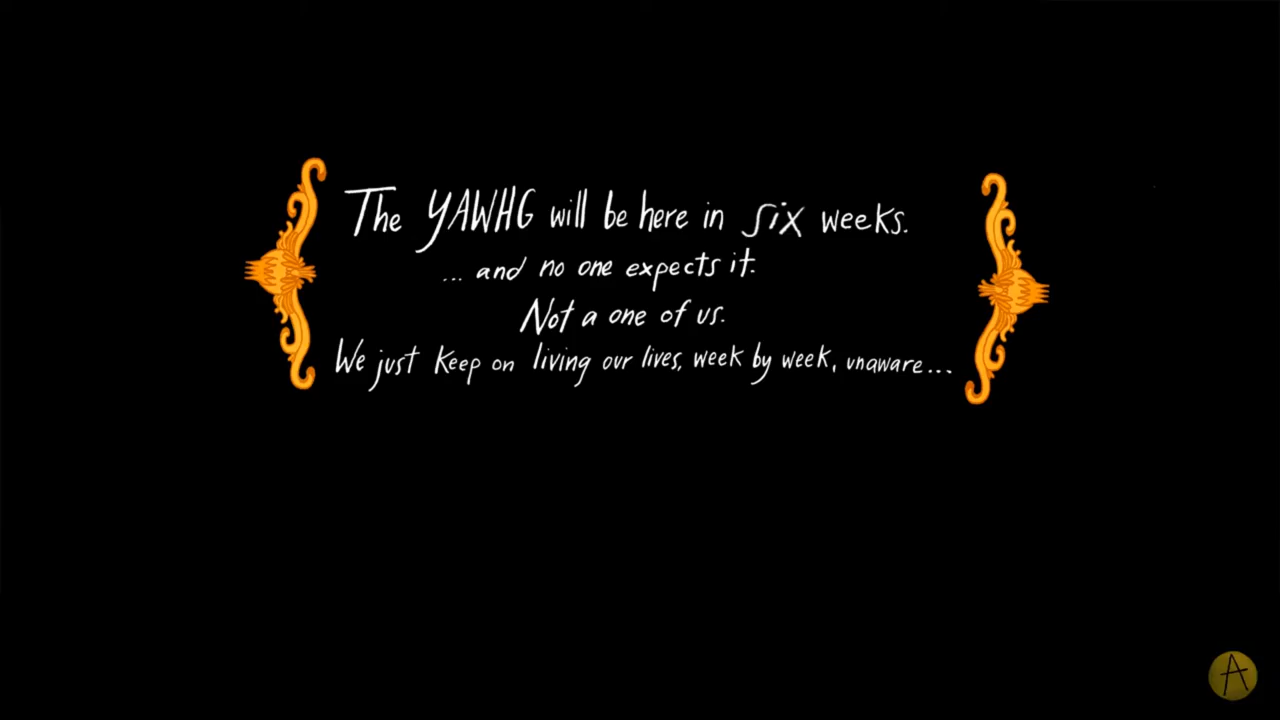 The YAWHG will be here in six weeks.
... and no one expects it.
Not a one of us.
We just keep on living our lives, week by week, unaware...
A